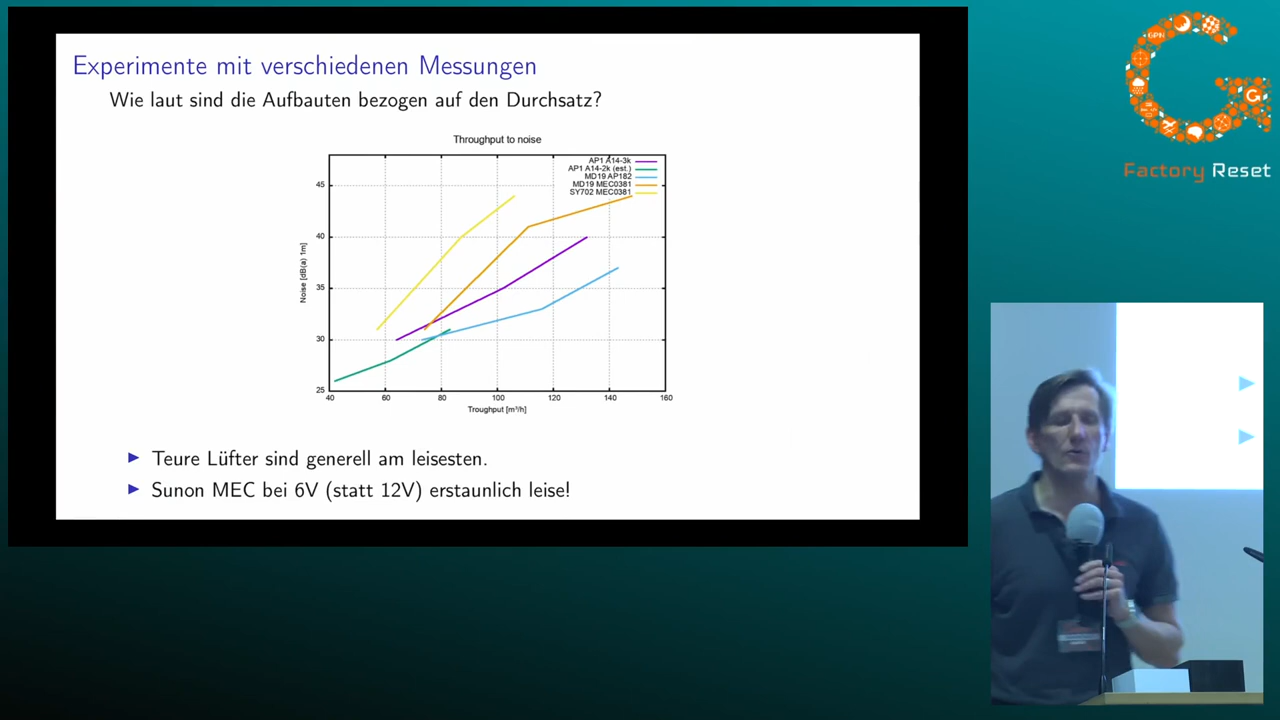 Experimente mit verschiedenen Messungen
Wie laut sind die Aufbauten bezogen auf den Durchsatz?
Throughput to noise
AP1 A14-3k
AP1 A14-2k (est.)
MD19 AP182
MD19 MEC0381
SY702 MEC0381
45
40
35
30
25
Noise [dB(a) 1m]
40 60 80 100 120 140 160
Troughput [m³/h]
Teure Lüfter sind generell am leisesten.
Sunon MEC bei 6V (statt 12V) erstaunlich leise!
GPN
G
Factory Reset